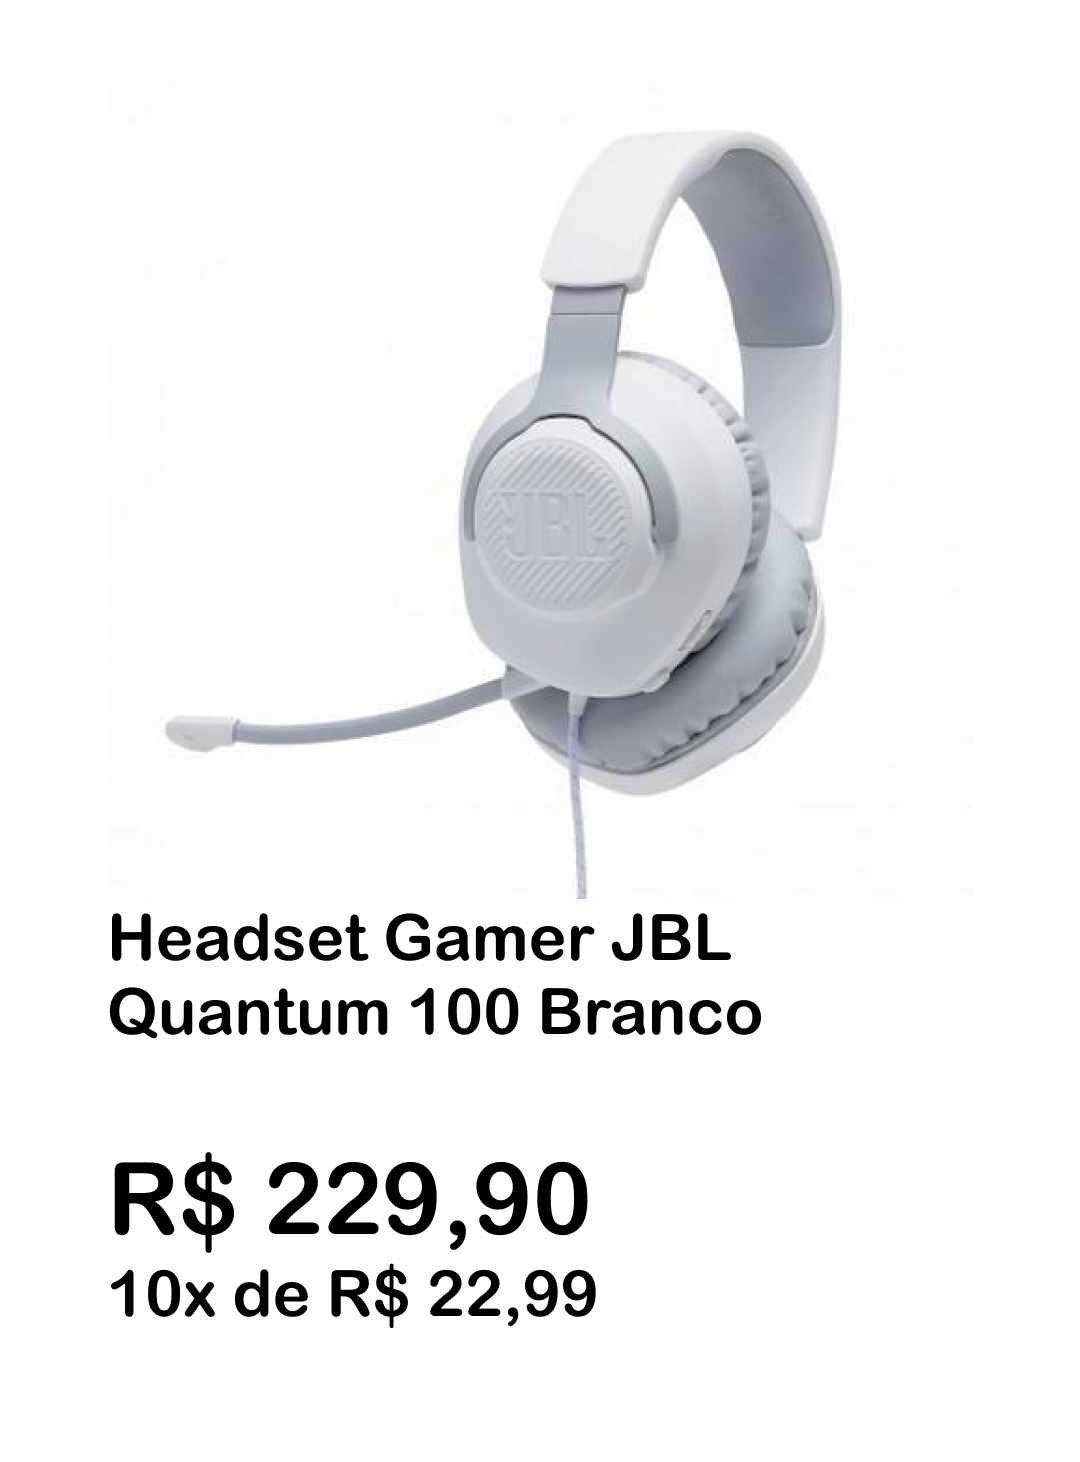 JBL
Headset Gamer JBL
Quantum 100 Branco
R$ 229,90
10x de R$ 22,99